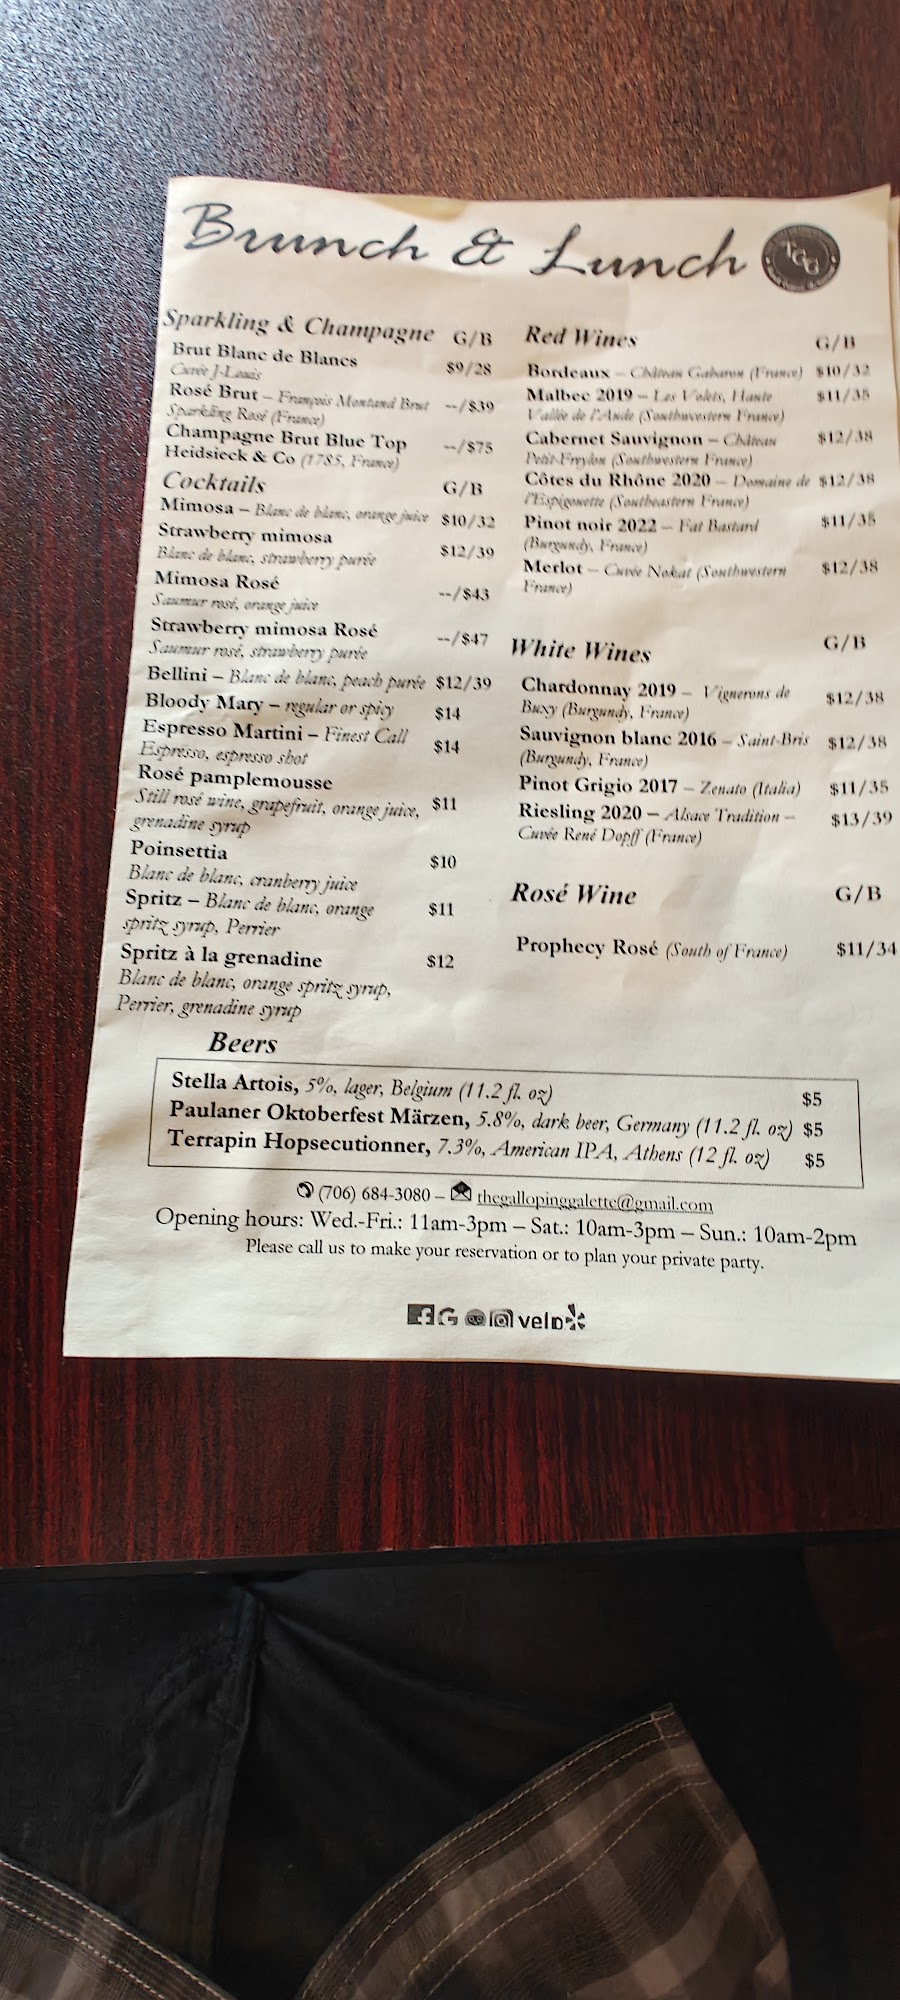 Brunch & Lunch
TGG
Sparkling & Champagne G/B
Brut Blanc de Blancs $9/28
Cuvée J-Louis
Rosé Brut – François Montand Brut --/$39
Sparkling Rosé (France)
Champagne Brut Blue Top --/$75
Heidsieck & Co (1785, France)
Cocktails G/B
Mimosa – Blanc de blanc, orange juice $10/32
Strawberry mimosa $12/39
Blanc de blanc, strawberry purée
Mimosa Rosé --/$43
Saumur rosé, orange juice
Strawberry mimosa Rosé --/$47
Saumur rosé, strawberry purée
Bellini – Blanc de blanc, peach purée $12/39
Bloody Mary – regular or spicy $14
Espresso Martini – Finest Call $14
Espresso, espresso shot
Rosé pamplemousse
Still rosé wine, grapefruit, orange juice, $11
grenadine syrup
Poinsettia $10
Blanc de blanc, cranberry juice
Spritz – Blanc de blanc, orange $11
spritz syrup, Perrier
Spritz à la grenadine $12
Blanc de blanc, orange spritz syrup,
Perrier, grenadine syrup
Red Wines G/B
Bordeaux – Château Gabaron (France) $10/32
Malbec 2019 – Les Volets, Haute $11/35
Vallée de l'Aude (Southwestern France)
Cabernet Sauvignon – Château $12/38
Petit-Freylon (Southwestern France)
Côtes du Rhône 2020 – Domaine de $12/38
l'Espigouette (Southeastern France)
Pinot noir 2022 – Fat Bastard $11/35
(Burgundy, France)
Merlot – Cuvée Nokat (Southwestern $12/38
France)
White Wines G/B
Chardonnay 2019 – Vignerons de $12/38
Buxy (Burgundy, France)
Sauvignon blanc 2016 – Saint-Bris $12/38
(Burgundy, France)
Pinot Grigio 2017 – Zenato (Italia) $11/35
Riesling 2020 – Alsace Tradition – $13/39
Cuvée René Dopff (France)
Rosé Wine G/B
Prophecy Rosé (South of France) $11/34
Beers
Stella Artois, 5%, lager, Belgium (11.2 fl. oz) $5
Paulaner Oktoberfest Märzen, 5.8%, dark beer, Germany (11.2 fl. oz) $5
Terrapin Hopsecutionner, 7.3%, American IPA, Athens (12 fl. oz) $5
(706) 684-3080 – thegallopinggalette@gmail.com
Opening hours: Wed.-Fri.: 11am-3pm – Sat.: 10am-3pm – Sun.: 10am-2pm
Please call us to make your reservation or to plan your private party.
yelp